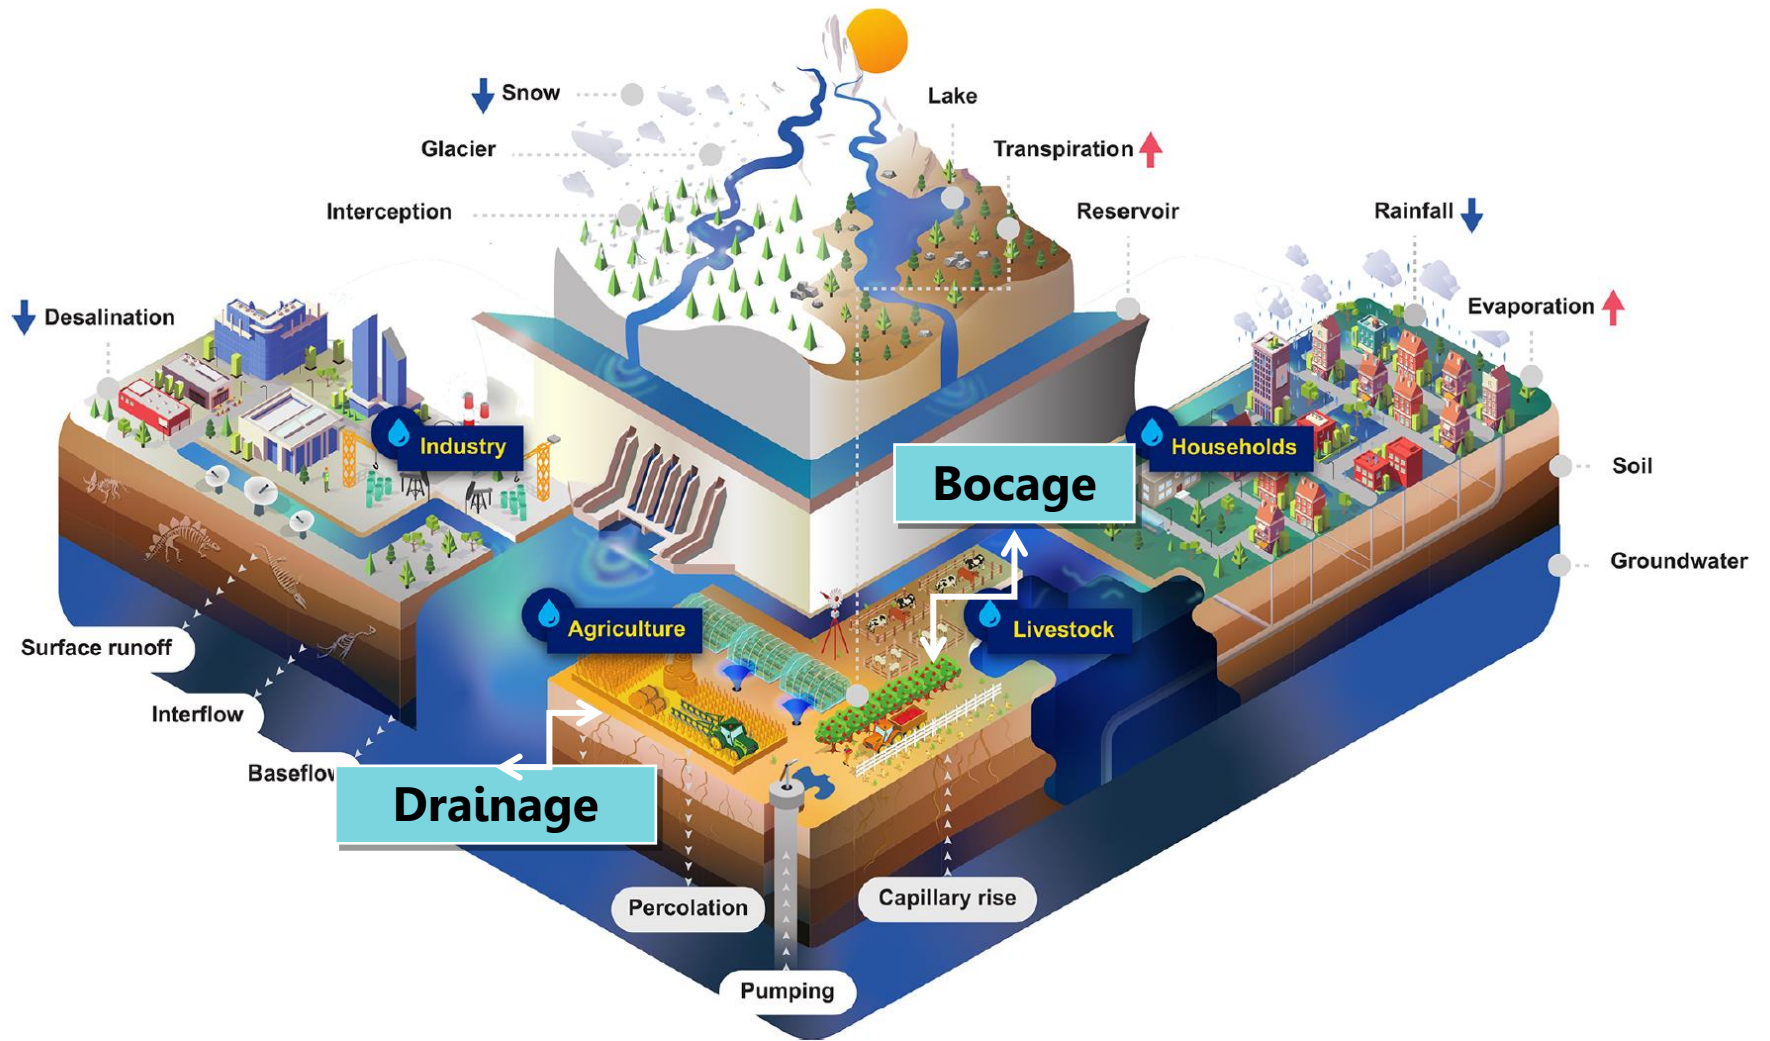 Snow
Lake
Glacier
Transpiration
Interception
Reservoir
Rainfall
Desalination
Evaporation
Industry
Households
Bocage
Soil
Groundwater
Agriculture
Livestock
Surface runoff
Interflow
Baseflow
Drainage
Percolation
Capillary rise
Pumping